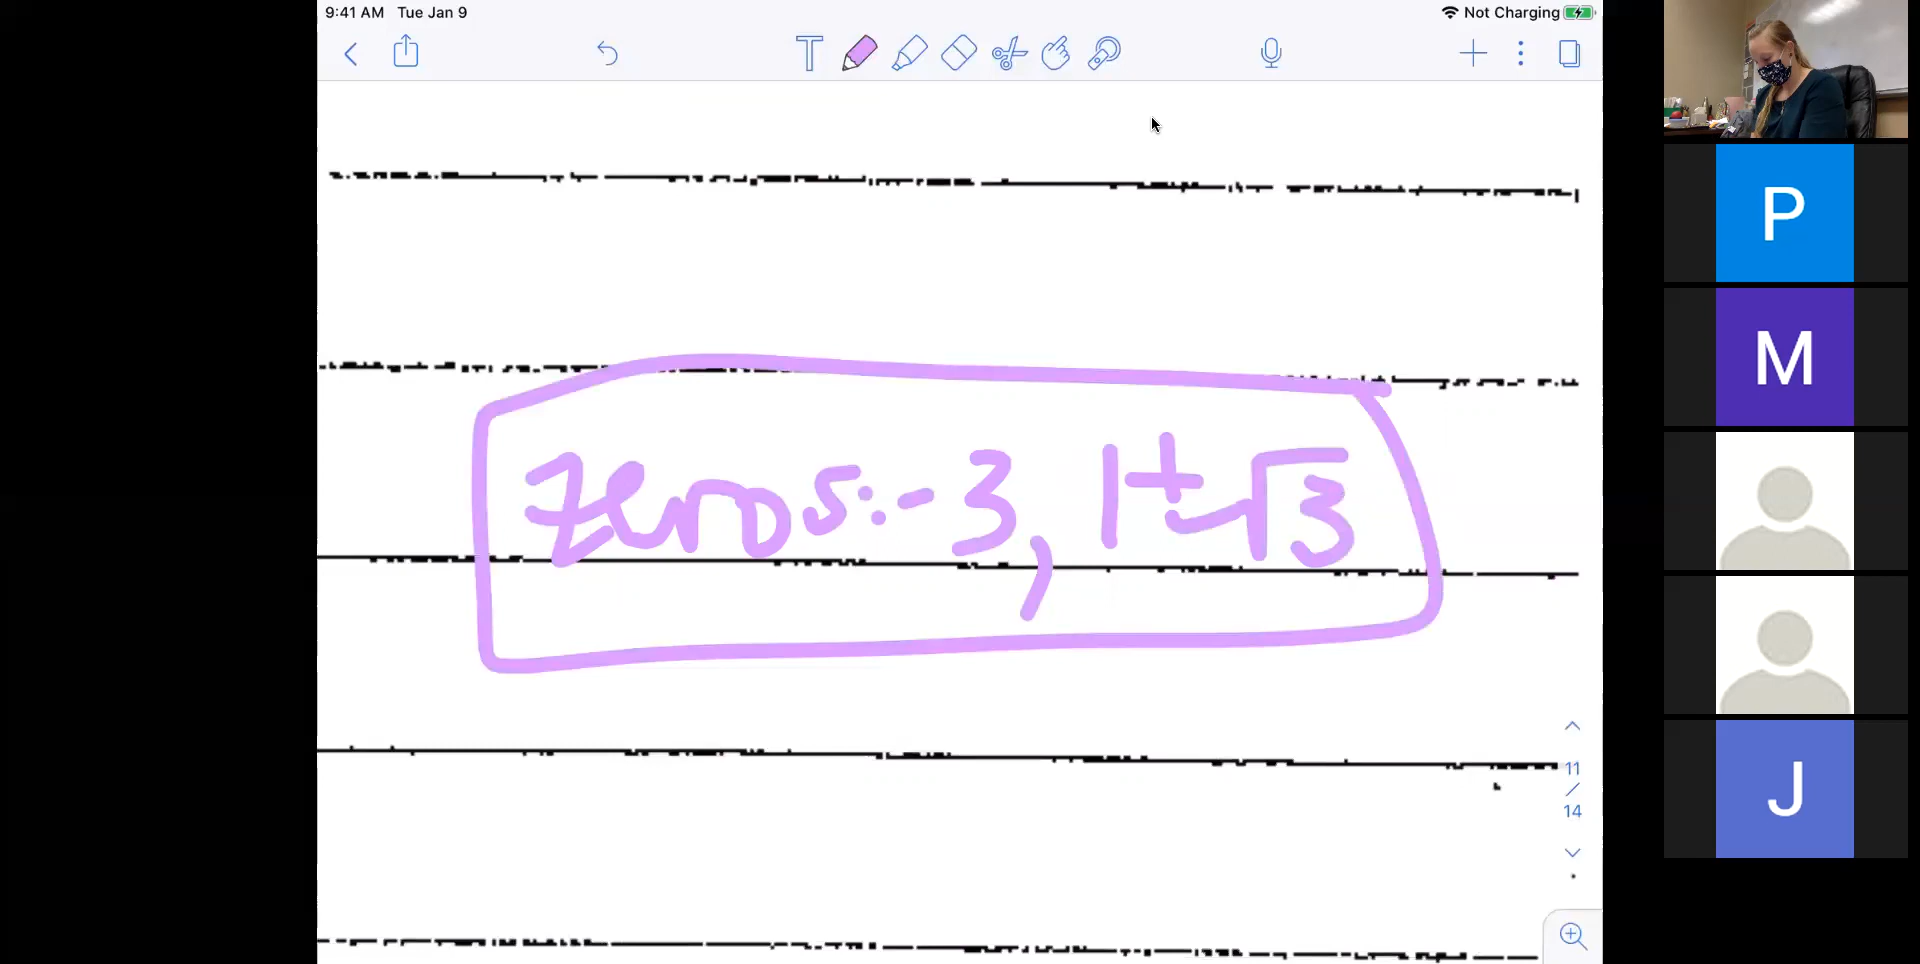 9:41 AM Tue Jan 9 Not Charging
T
P
M
zeros: -3, 1±√3
11
/
14
J